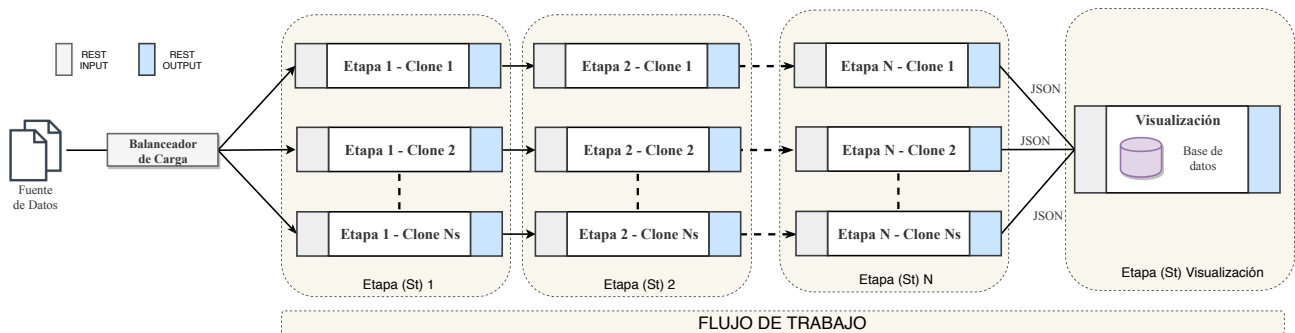 REST
INPUT
REST
OUTPUT
Fuente
de Datos
Balanceador
de Carga
Etapa 1 - Clone 1
Etapa 1 - Clone 2
Etapa 1 - Clone Ns
Etapa (St) 1
Etapa 2 - Clone 1
Etapa 2 - Clone 2
Etapa 2 - Clone Ns
Etapa (St) 2
Etapa N - Clone 1
Etapa N - Clone 2
Etapa N - Clone Ns
Etapa (St) N
JSON
JSON
JSON
Visualización
Base de
datos
Etapa (St) Visualización
FLUJO DE TRABAJO